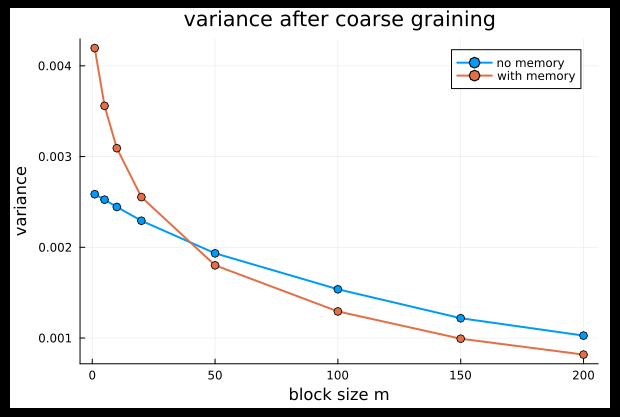 variance after coarse graining
no memory
with memory
variance
0.004
0.003
0.002
0.001
0 50 100 150 200
block size m